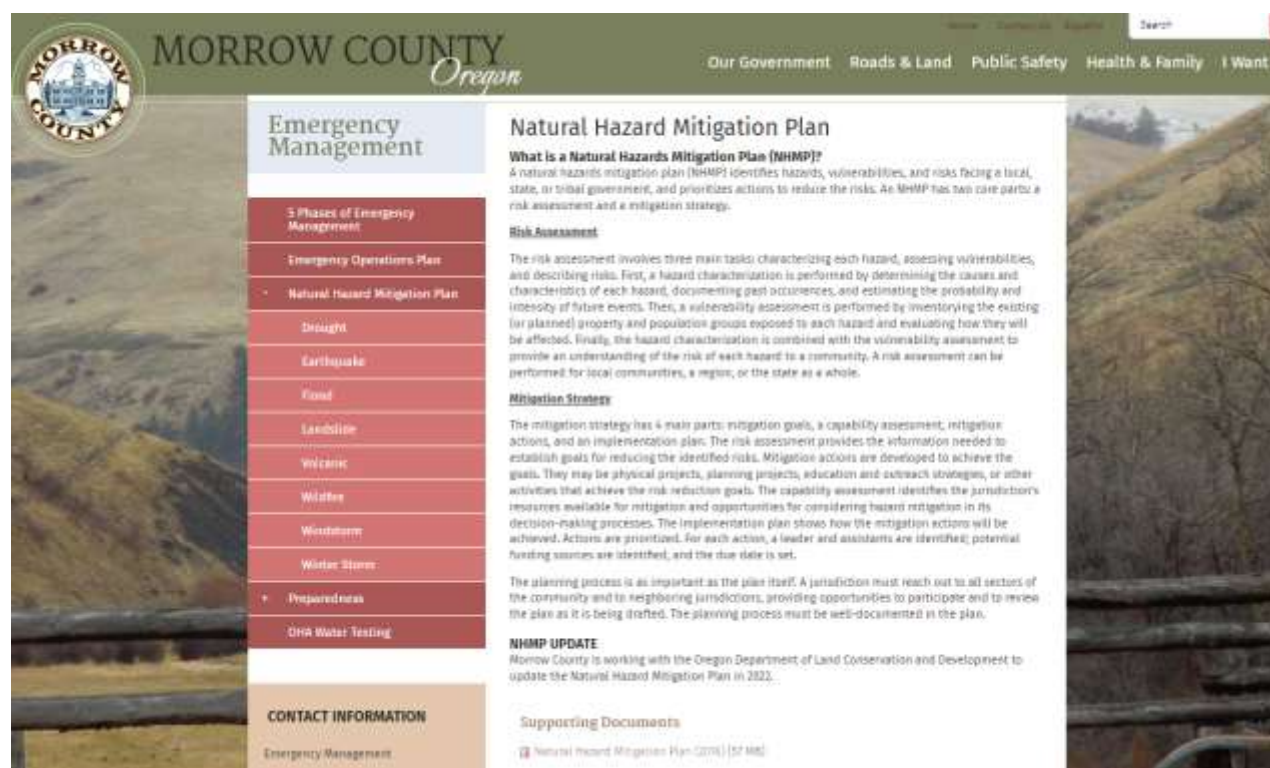 Home Contact Us Español Search
MORROW COUNTY
Oregon
MORROW
COUNTY
Our Government Roads & Land Public Safety Health & Family I Want
Emergency
Management
5 Phases of Emergency
Management
Emergency Operations Plan
- Natural Hazard Mitigation Plan
Drought
Earthquake
Flood
Landslide
Volcanic
Wildfire
Windstorm
Winter Storm
+ Preparedness
OHA Water Testing
CONTACT INFORMATION
Emergency Management
Natural Hazard Mitigation Plan
What is a Natural Hazards Mitigation Plan (NHMP)?
A natural hazards mitigation plan (NHMP) identifies hazards, vulnerabilities, and risks facing a local,
state, or tribal government, and prioritizes actions to reduce the risks. An NHMP has two core parts: a
risk assessment and a mitigation strategy.
Risk Assessment
The risk assessment involves three main tasks: characterizing each hazard, assessing vulnerabilities,
and describing risks. First, a hazard characterization is performed by determining the causes and
characteristics of each hazard, documenting past occurrences, and estimating the probability and
intensity of future events. Then, a vulnerability assessment is performed by inventorying the existing
(or planned) property and population groups exposed to each hazard and evaluating how they will
be affected. Finally, the hazard characterization is combined with the vulnerability assessment to
provide an understanding of the risk of each hazard to a community. A risk assessment can be
performed for local communities, a region, or the state as a whole.
Mitigation Strategy
The mitigation strategy has 4 main parts: mitigation goals, a capability assessment, mitigation
actions, and an implementation plan. The risk assessment provides the information needed to
establish goals for reducing the identified risks. Mitigation actions are developed to achieve the
goals. They may be physical projects, planning projects, education and outreach strategies, or other
activities that achieve the risk reduction goals. The capability assessment identifies the jurisdiction's
resources available for mitigation and opportunities for considering hazard mitigation in its
decision-making processes. The implementation plan shows how the mitigation actions will be
achieved. Actions are prioritized. For each action, a leader and assistants are identified; potential
funding sources are identified, and the due date is set.
The planning process is as important as the plan itself. A jurisdiction must reach out to all sectors of
the community and to neighboring jurisdictions, providing opportunities to participate and to review
the plan as it is being drafted. The planning process must be well-documented in the plan.
NHMP UPDATE
Morrow County is working with the Oregon Department of Land Conservation and Development to
update the Natural Hazard Mitigation Plan in 2022.
Supporting Documents
Natural Hazard Mitigation Plan (2016) (57 MB)